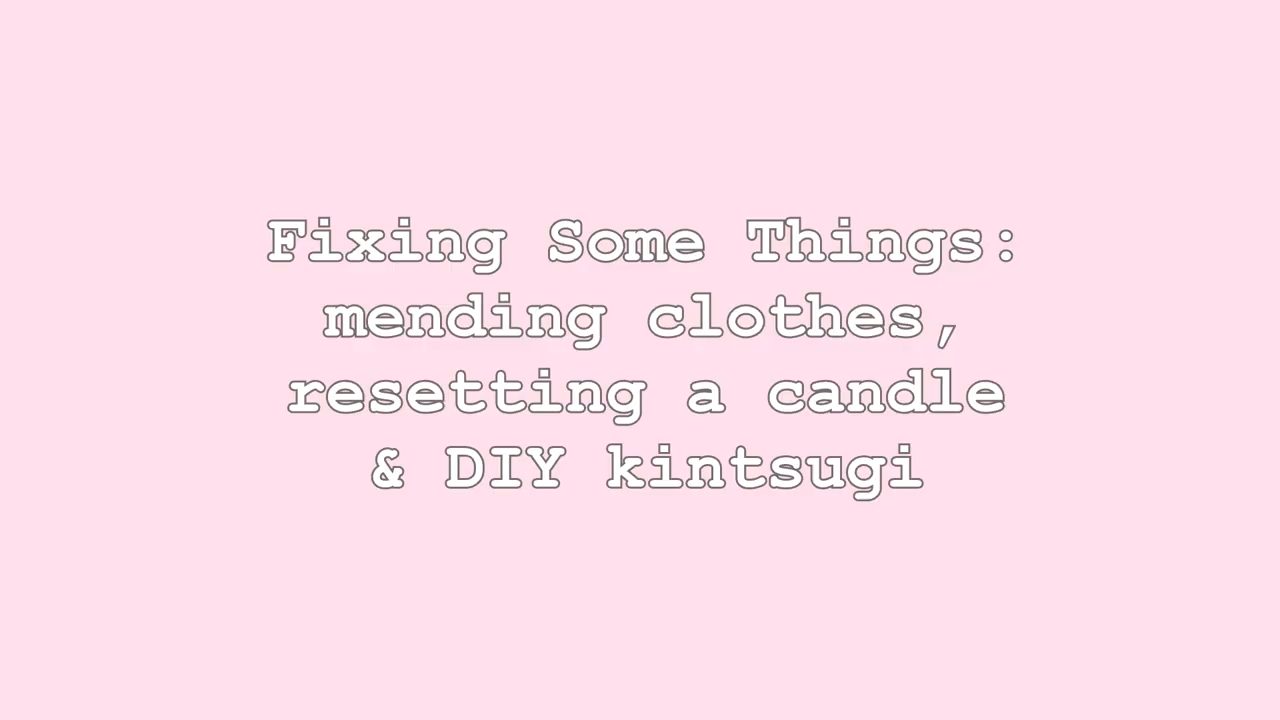 Fixing Some Things:
mending clothes,
resetting a candle
& DIY kintsugi